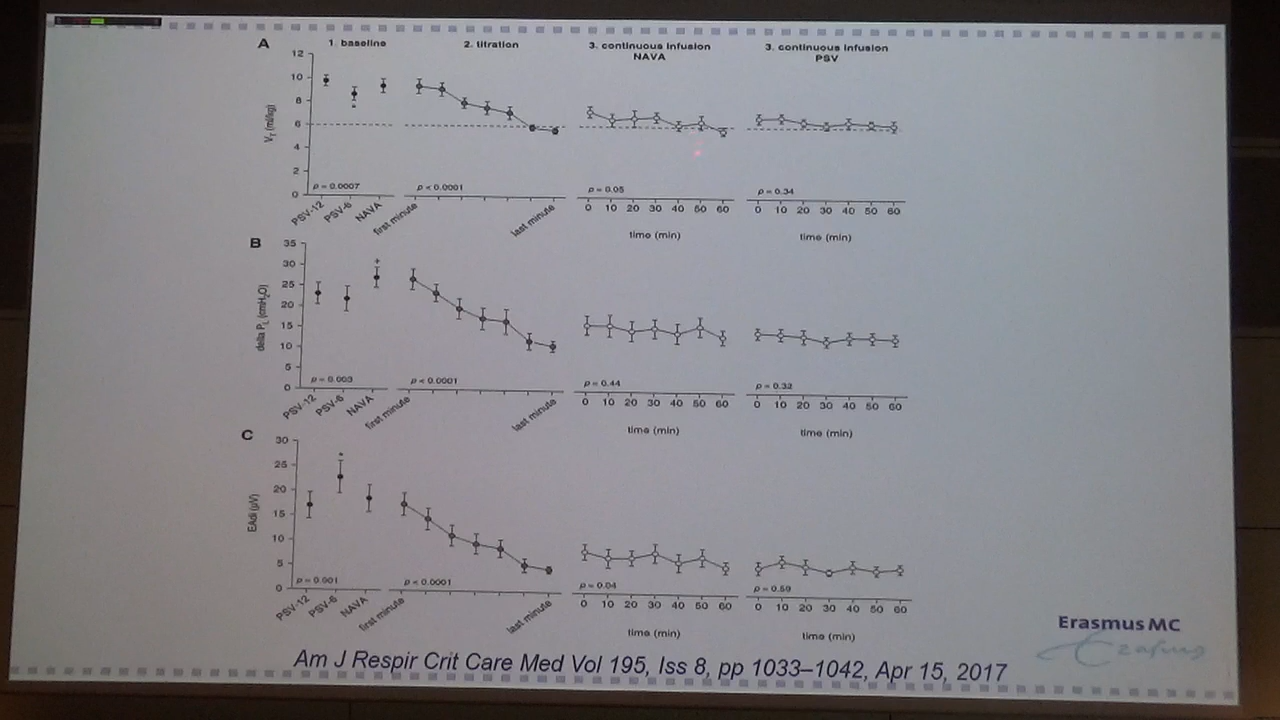 A 1. baseline 2. titration 3. continuous infusion NAVA 3. continuous infusion PSV
12
10
8
6
4
2
0
VT (ml/kg)
*
p = 0.0007 p < 0.0001 p = 0.05 p = 0.34
PSV-12 PSV-6 NAVA first minute last minute 0 10 20 30 40 50 60 0 10 20 30 40 50 60
time (min) time (min)
B
35
30
25
20
15
10
5
0
delta PL (cmH2O)
+
p = 0.003 p < 0.0001 p = 0.44 p = 0.32
PSV-12 PSV-6 NAVA first minute last minute 0 10 20 30 40 50 60 0 10 20 30 40 50 60
time (min) time (min)
C
30
25
20
15
10
5
0
EAdi (µV)
*
p = 0.001 p < 0.0001 p = 0.04 p = 0.59
PSV-12 PSV-6 NAVA first minute last minute 0 10 20 30 40 50 60 0 10 20 30 40 50 60
time (min) time (min)
Erasmus MC
Erasmus
Am J Respir Crit Care Med Vol 195, Iss 8, pp 1033–1042, Apr 15, 2017